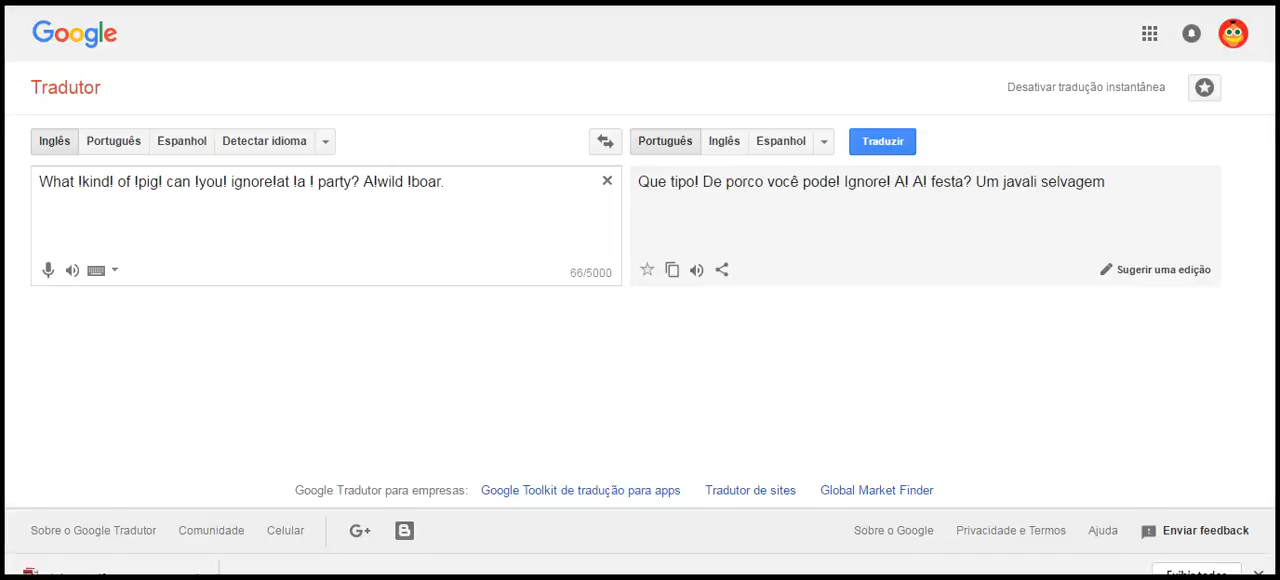 Google
Tradutor
Desativar tradução instantânea
Inglês Português Espanhol Detectar idioma
Português Inglês Espanhol Traduzir
What !kind! of !pig! can !you! ignore!at !a ! party? A!wild !boar.
Que tipo! De porco você pode! Ignore! A! A! festa? Um javali selvagem
66/5000
Sugerir uma edição
Google Tradutor para empresas: Google Toolkit de tradução para apps Tradutor de sites Global Market Finder
Sobre o Google Tradutor Comunidade Celular G+ B Sobre o Google Privacidade e Termos Ajuda Enviar feedback